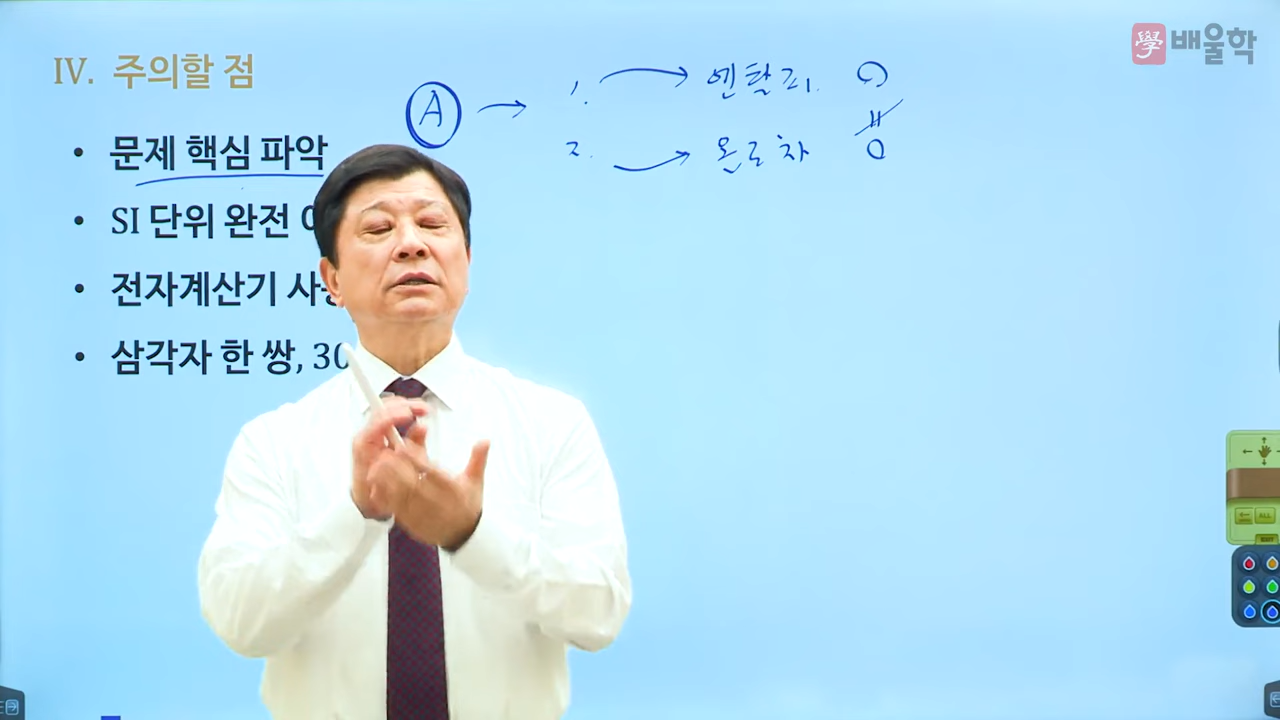 IV. 주의할 점
學 배울학
A
1.
엔탈피
2.
온도차
• 문제 핵심 파악
• SI 단위 완전
• 전자계산기
• 삼각자 한 쌍, 30
ALL